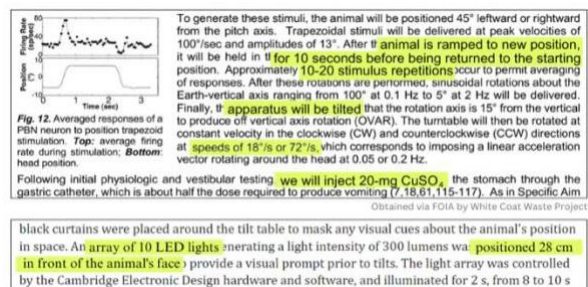 Firing Rate
(sp/sec)
80
40
0
Position
(°)
10
0
-10
1 2 3
Time (sec)
Fig. 12. Averaged responses of a
PBN neuron to position trapezoid
stimulation. Top: average firing
rate during stimulation; Bottom:
head position.
To generate these stimuli, the animal will be positioned 45° leftward or rightward
from the pitch axis. Trapezoidal stimuli will be delivered at peak velocities of
100°/sec and amplitudes of 13°. After th animal is ramped to new position,
it will be held in t for 10 seconds before being returned to the starting
position. Approximately 10-20 stimulus repetitions occur to permit averaging
of responses. After these rotations are performed, sinusoidal rotations about the
Earth-vertical axis ranging from 100° at 0.1 Hz to 5° at 2 Hz will be delivered.
Finally, th apparatus will be tilted that the rotation axis is 15° from the vertical
to produce off vertical axis rotation (OVAR). The turntable will then be rotated at
constant velocity in the clockwise (CW) and counterclockwise (CCW) directions
at speeds of 18°/s or 72°/s, which corresponds to imposing a linear acceleration
vector rotating around the head at 0.05 or 0.2 Hz.
Following initial physiologic and vestibular testing we will inject 20-mg CuSO₄ the stomach through the
gastric catheter, which is about half the dose required to produce vomiting (7,18,61,115-117). As in Specific Aim
Obtained via FOIA by White Coat Waste Project
black curtains were placed around the tilt table to mask any visual cues about the animal's position
in space. An array of 10 LED lights enerating a light intensity of 300 lumens wa positioned 28 cm
in front of the animal's face provide a visual prompt prior to tilts. The light array was controlled
by the Cambridge Electronic Design hardware and software, and illuminated for 2 s, from 8 to 10 s